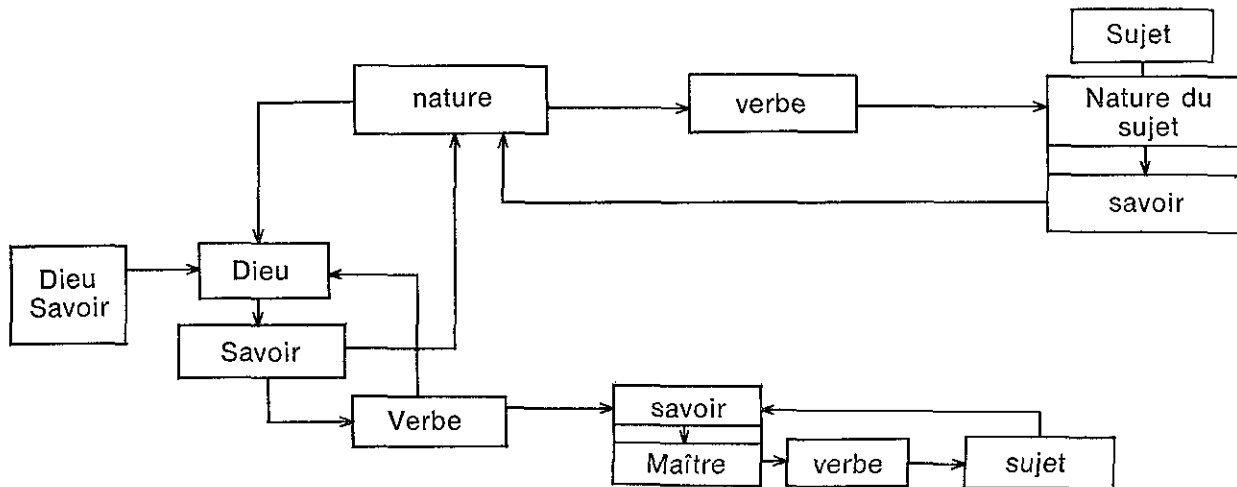 Sujet
nature
verbe
Nature du
sujet
savoir
Dieu
Savoir
Dieu
Savoir
Verbe
savoir
Maître
verbe
sujet